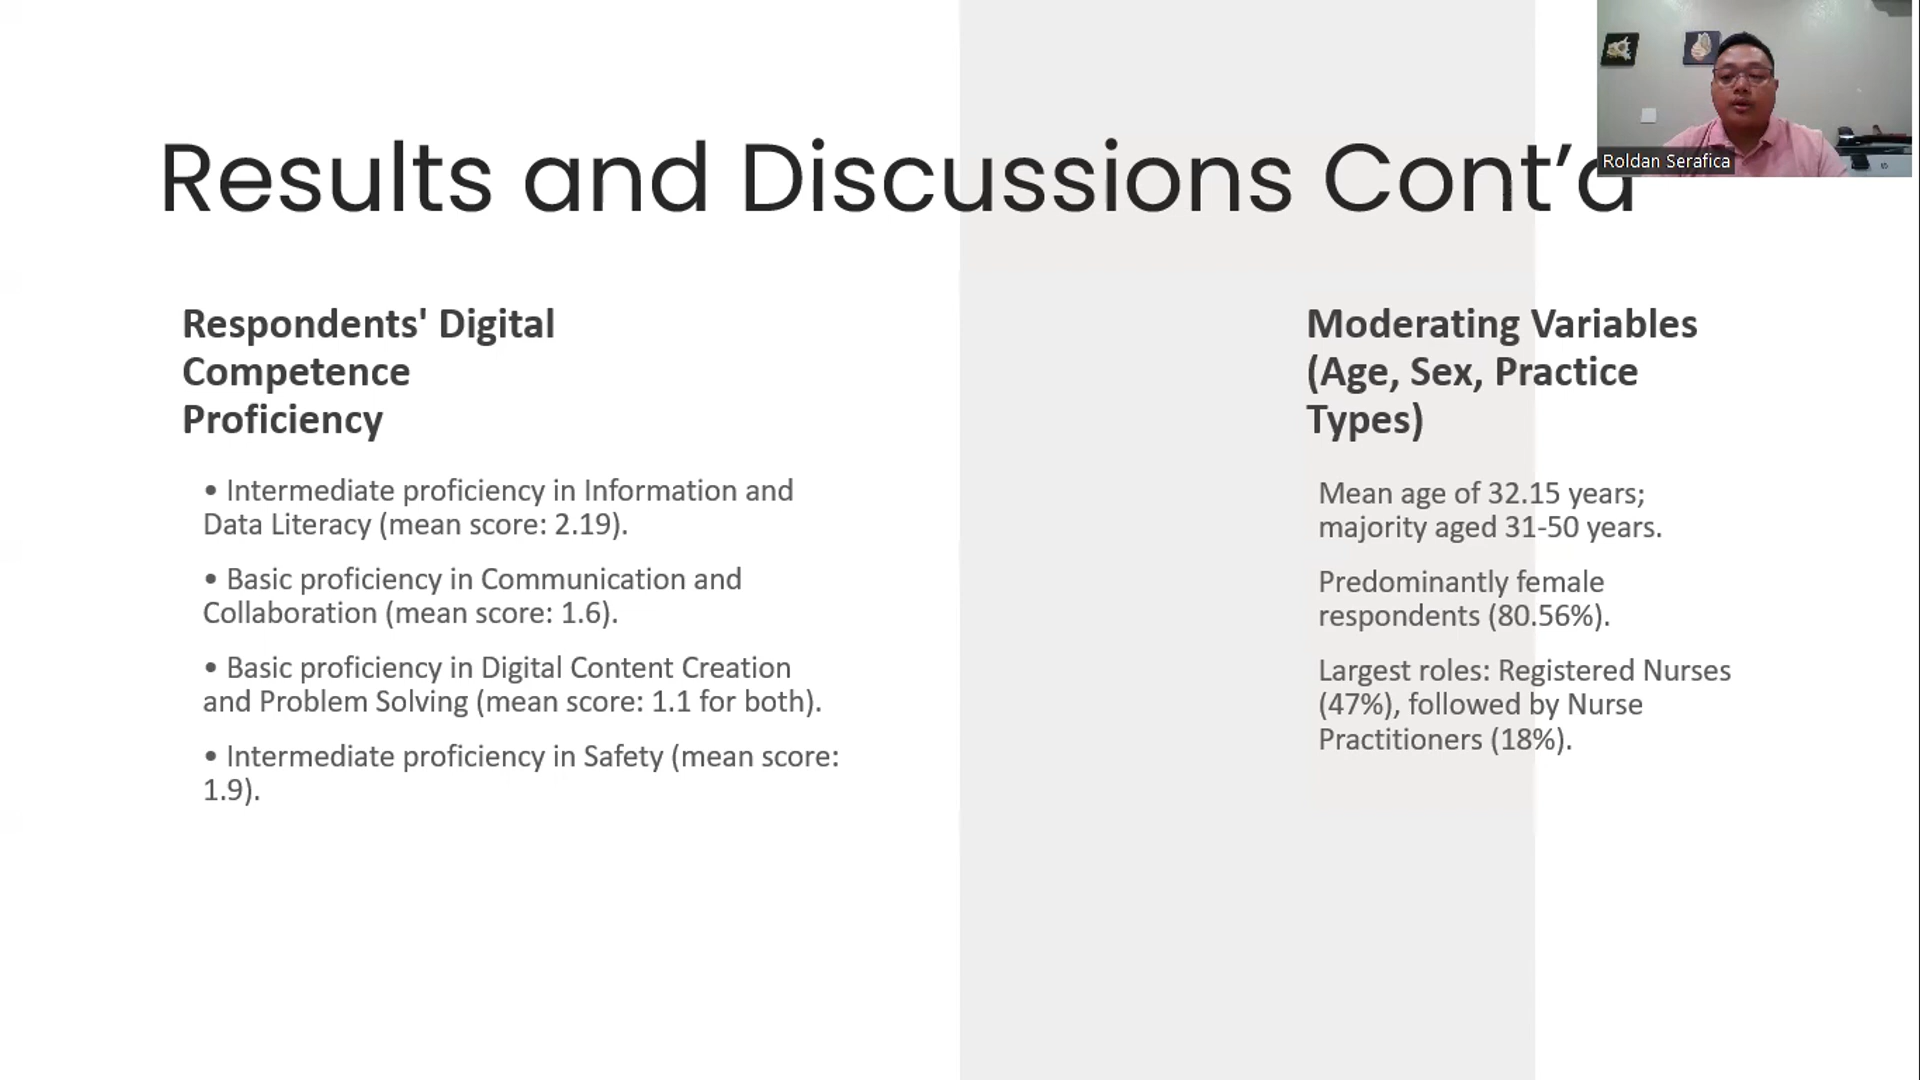 Results and Discussions Cont’d
Roldan Serafica
Respondents' Digital
Competence
Proficiency
• Intermediate proficiency in Information and
Data Literacy (mean score: 2.19).
• Basic proficiency in Communication and
Collaboration (mean score: 1.6).
• Basic proficiency in Digital Content Creation
and Problem Solving (mean score: 1.1 for both).
• Intermediate proficiency in Safety (mean score:
1.9).
Moderating Variables
(Age, Sex, Practice
Types)
Mean age of 32.15 years;
majority aged 31-50 years.
Predominantly female
respondents (80.56%).
Largest roles: Registered Nurses
(47%), followed by Nurse
Practitioners (18%).